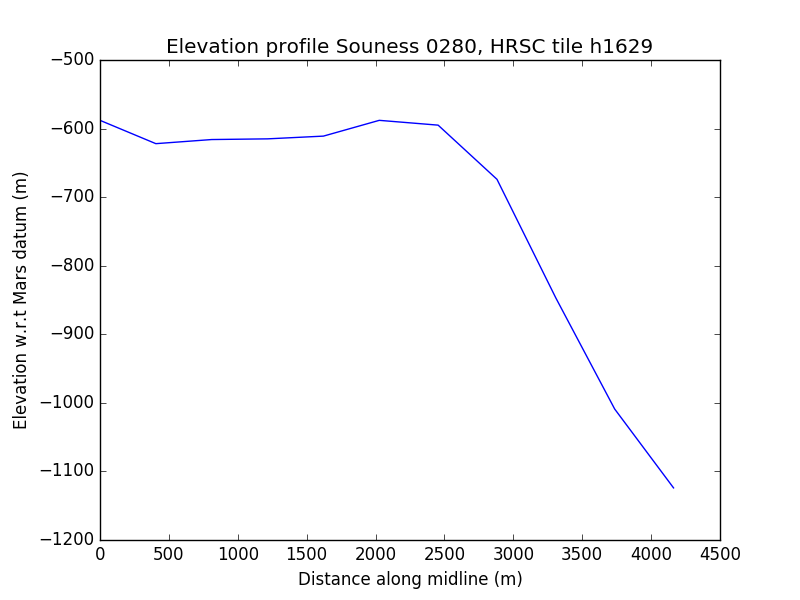 Elevation profile Souness 0280, HRSC tile h1629
−500
−600
−700
−800
−900
−1000
−1100
−1200
Elevation w.r.t Mars datum (m)
0 500 1000 1500 2000 2500 3000 3500 4000 4500
Distance along midline (m)